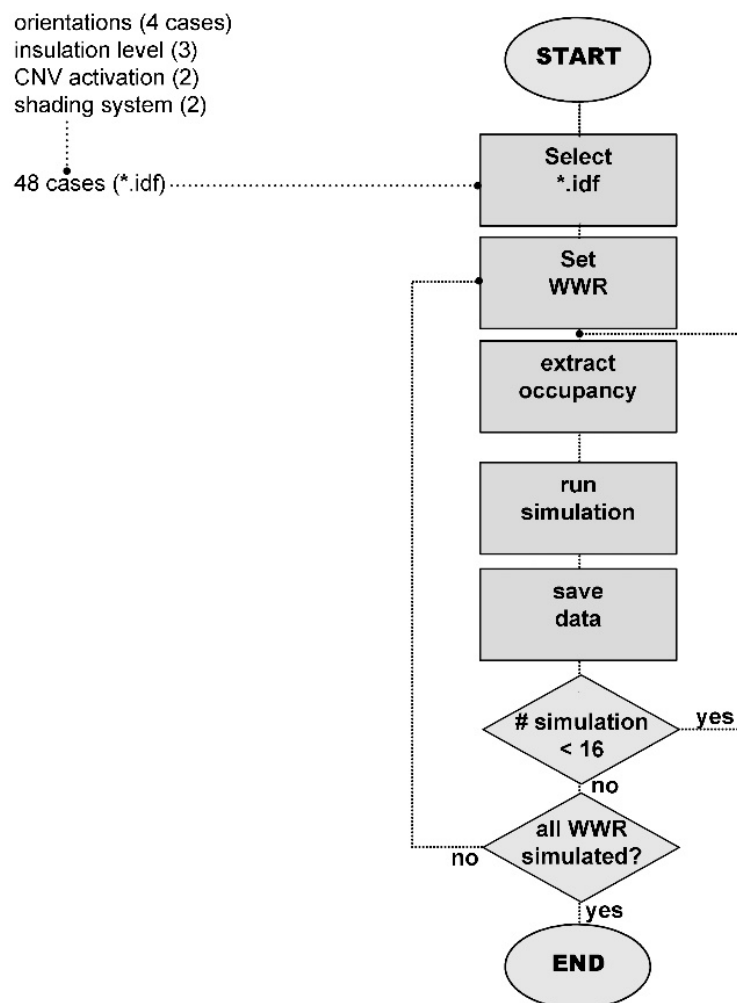 orientations (4 cases)
insulation level (3)
CNV activation (2)
shading system (2)
48 cases (*.idf)
START
Select
*.idf
Set
WWR
extract
occupancy
run
simulation
save
data
# simulation
< 16
yes
no
all WWR
simulated?
no
yes
END